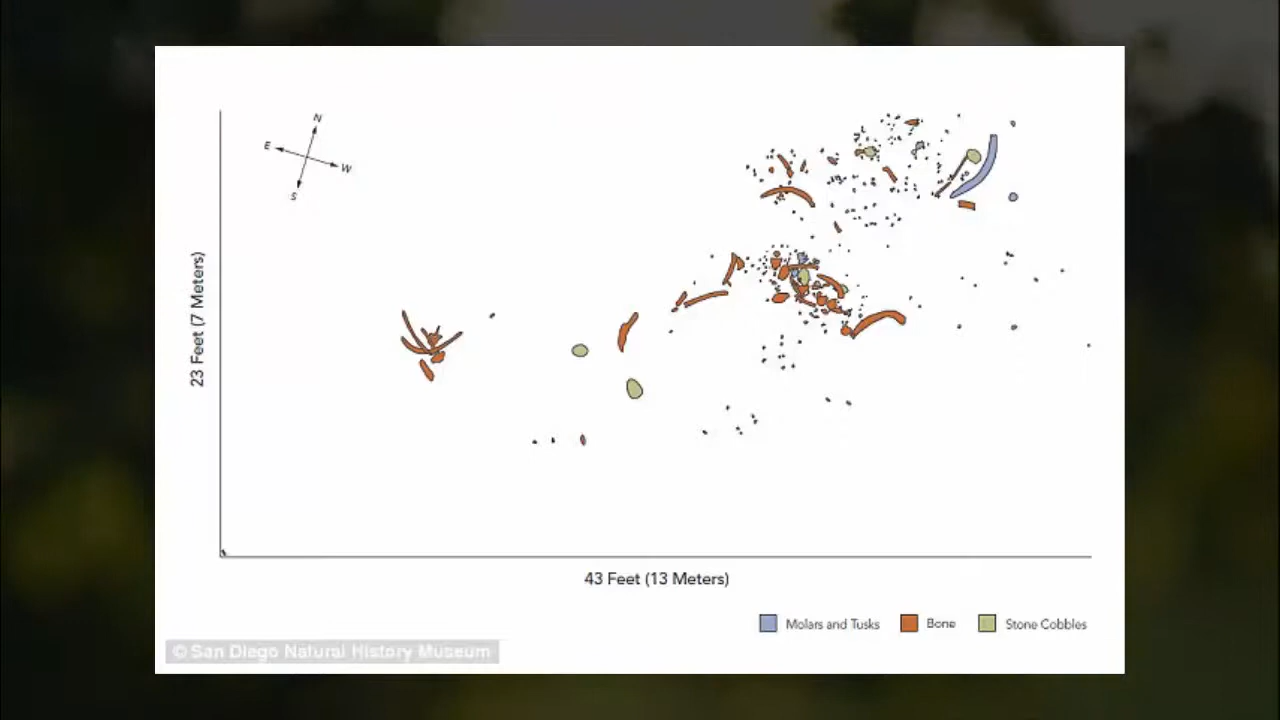 N
E
W
S
23 Feet (7 Meters)
43 Feet (13 Meters)
Molars and Tusks
Bone
Stone Cobbles
© San Diego Natural History Museum